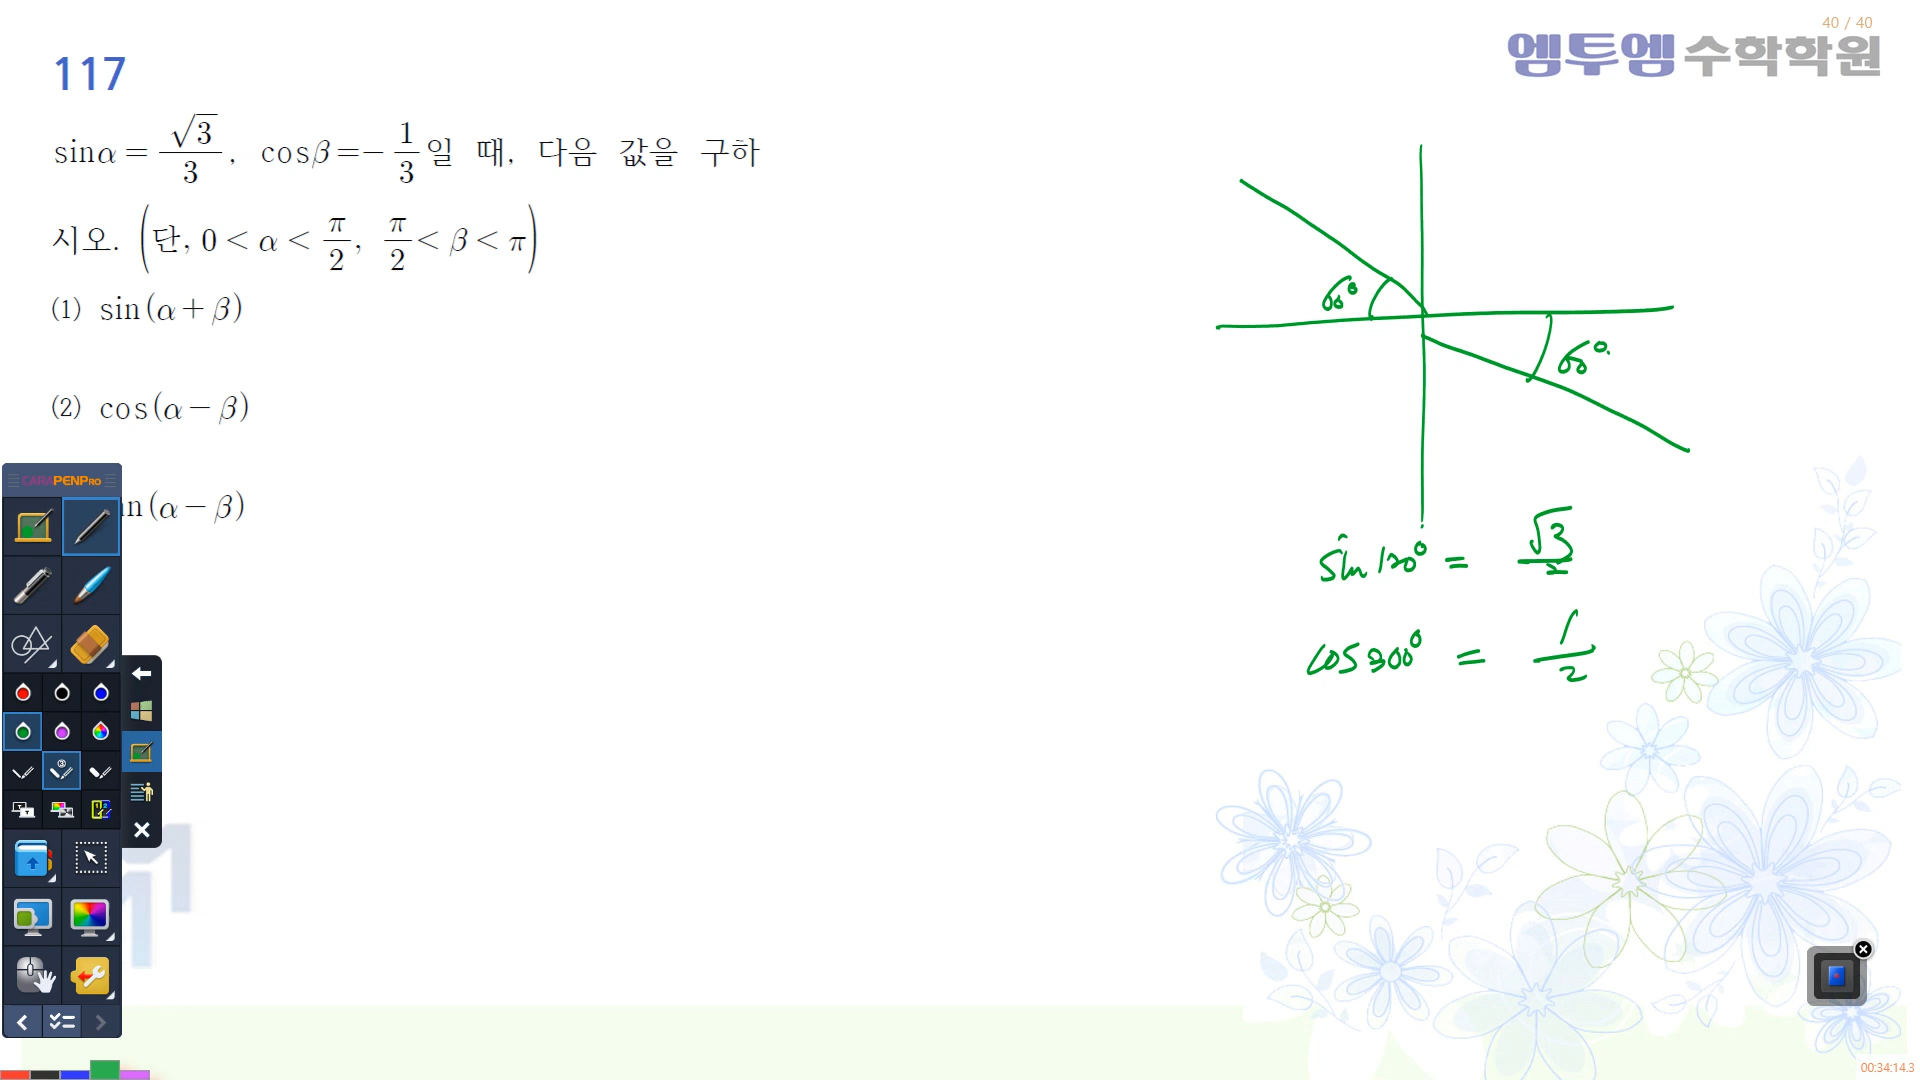 40 / 40
엠투엠 수학학원
117
sinα = √3/3, cosβ = -1/3 일 때, 다음 값을 구하
시오. (단, 0 < α < π/2, π/2 < β < π)
(1) sin(α + β)
(2) cos(α - β)
n(α - β)
60°
60°
sin 120° = √3/2
cos 300° = 1/2
CARAPENPRO
00:34:14.3